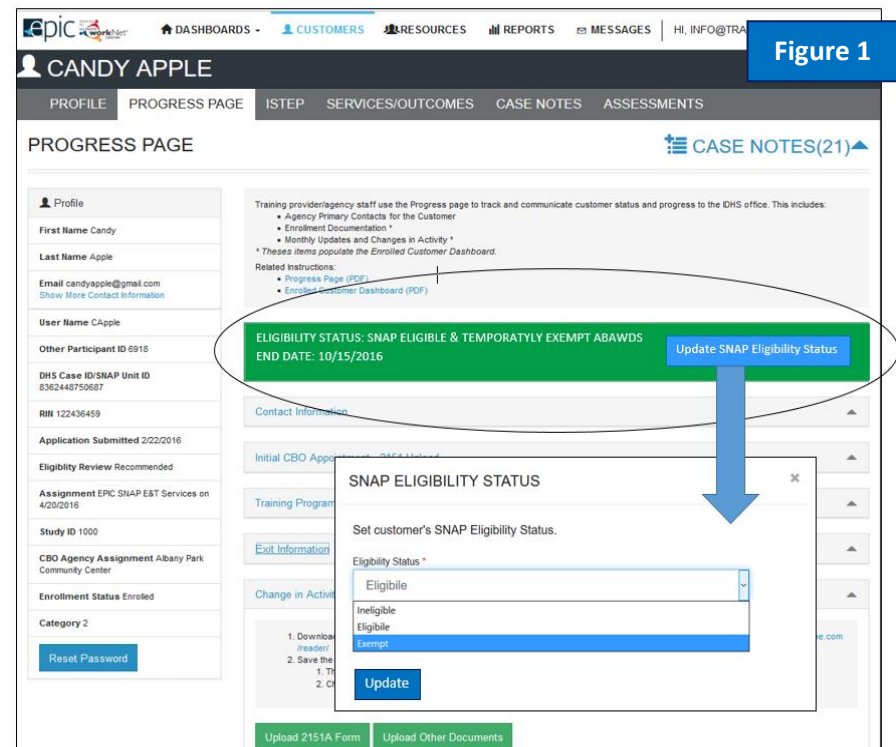 epic workNet
DASHBOARDS
CUSTOMERS
RESOURCES
REPORTS
MESSAGES
HI, INFO@TRA
Figure 1
CANDY APPLE
PROFILE
PROGRESS PAGE
ISTEP
SERVICES/OUTCOMES
CASE NOTES
ASSESSMENTS
PROGRESS PAGE
CASE NOTES(21)
Profile
First Name Candy
Last Name Apple
Email candyapple@gmail.com
Show More Contact Information
User Name CApple
Other Participant ID 6918
DHS Case ID/SNAP Unit ID
8362448750687
RIN 122436459
Application Submitted 2/22/2016
Eligiblity Review Recommended
Assignment EPIC SNAP E&T Services on
4/20/2016
Study ID 1000
CBO Agency Assignment Albany Park
Community Center
Enrollment Status Enrolled
Category 2
Reset Password
Training provider/agency staff use the Progress page to track and communicate customer status and progress to the IDHS office. This includes:
Agency Primary Contacts for the Customer
Enrollment Documentation *
Monthly Updates and Changes in Activity *
* Theses items populate the Enrolled Customer Dashboard.
Related Instructions:
Progress Page (PDF)
Enrolled Customer Dashboard (PDF)
ELIGIBILITY STATUS: SNAP ELIGIBLE & TEMPORATYLY EXEMPT ABAWDS
END DATE: 10/15/2016
Update SNAP Eligibility Status
Contact Information
Initial CBO Appointment - 2151 Upload
Training Program
Exit Information
Change in Activit
1. Downloa
/reader/
2. Save the
1. Th
2. Ch
be.com
SNAP ELIGIBILITY STATUS
×
Set customer's SNAP Eligibility Status.
Eligibility Status *
Eligibile
Ineligible
Eligibile
Exempt
Update
Upload 2151A Form
Upload Other Documents